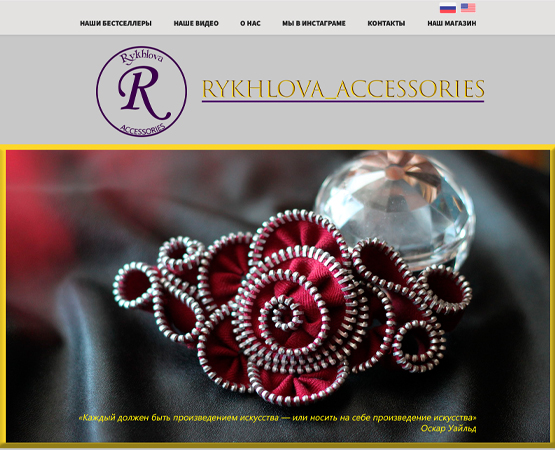 НАШИ БЕСТСЕЛЛЕРЫ НАШЕ ВИДЕО О НАС МЫ В ИНСТАГРАМЕ КОНТАКТЫ НАШ МАГАЗИН
Rykhlova
R
ACCESSORIES
RYKHLOVA_ACCESSORIES
«Каждый должен быть произведением искусства — или носить на себе произведение искусства»
Оскар Уайльд